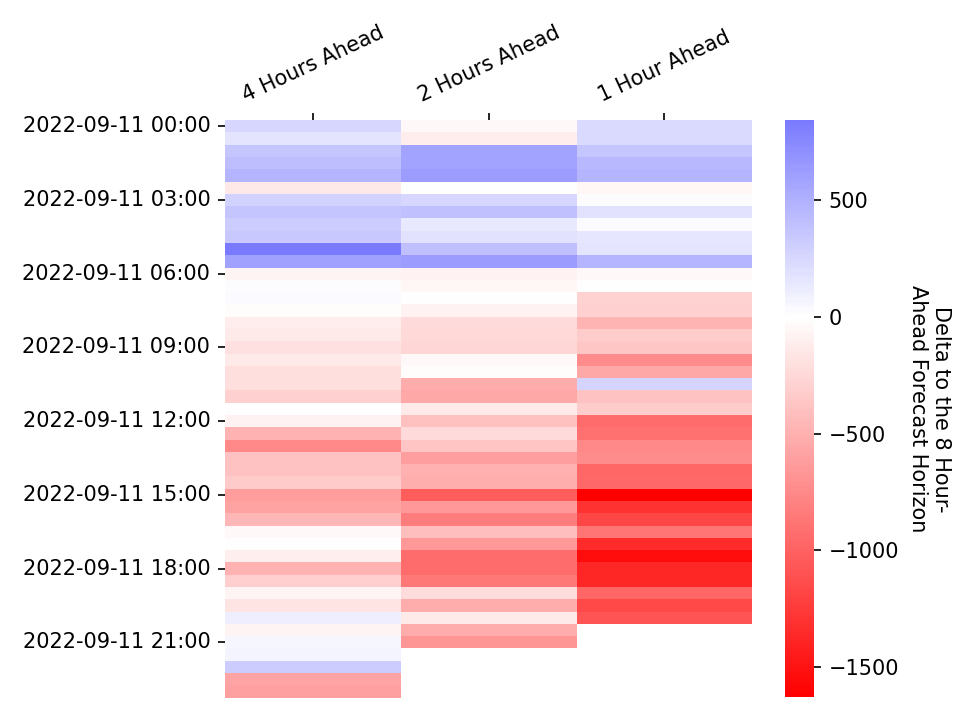 4 Hours Ahead
2 Hours Ahead
1 Hour Ahead
2022-09-11 00:00
2022-09-11 03:00
2022-09-11 06:00
2022-09-11 09:00
2022-09-11 12:00
2022-09-11 15:00
2022-09-11 18:00
2022-09-11 21:00
500
0
−500
−1000
−1500
Delta to the 8 Hour-
Ahead Forecast Horizon